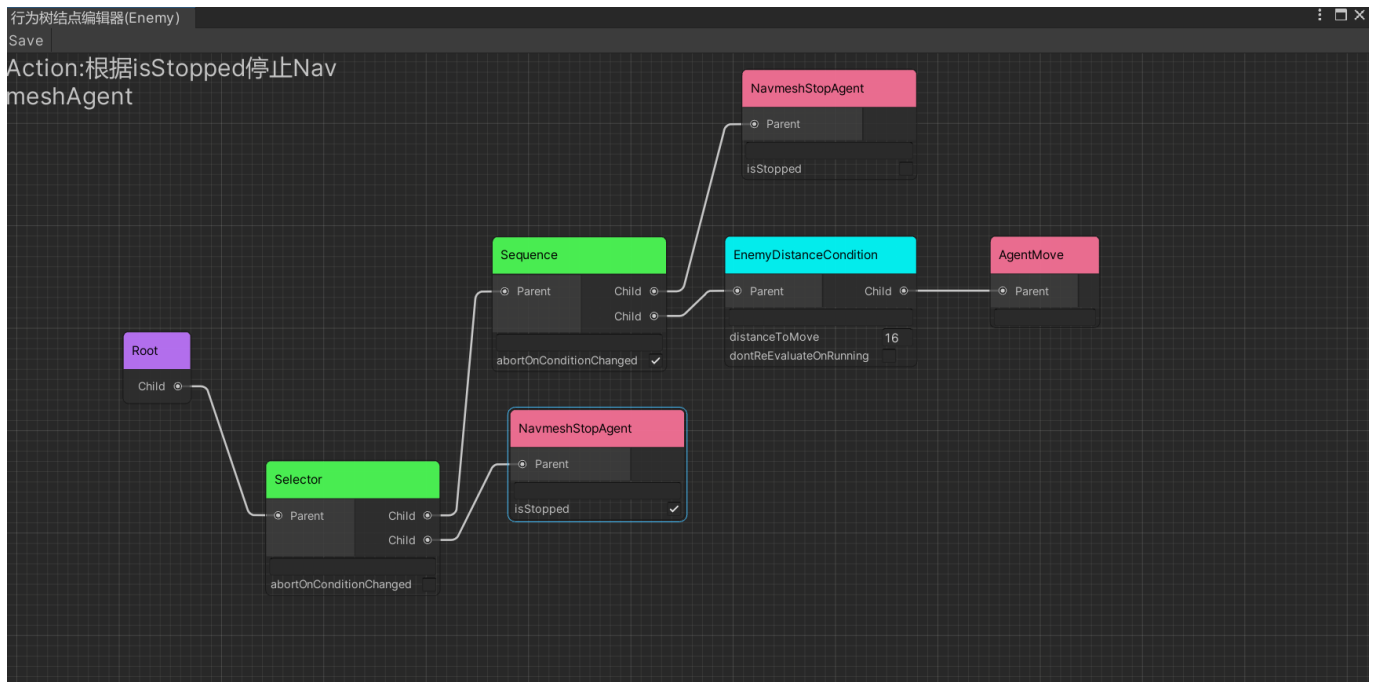 行为树结点编辑器(Enemy)
Save
Action:根据isStopped停止Nav
meshAgent
NavmeshStopAgent
Parent
isStopped
Sequence
Parent
Child
Child
abortOnConditionChanged
EnemyDistanceCondition
Parent
Child
distanceToMove
16
dontReEvaluateOnRunning
AgentMove
Parent
Root
Child
NavmeshStopAgent
Parent
isStopped
Selector
Parent
Child
Child
abortOnConditionChanged